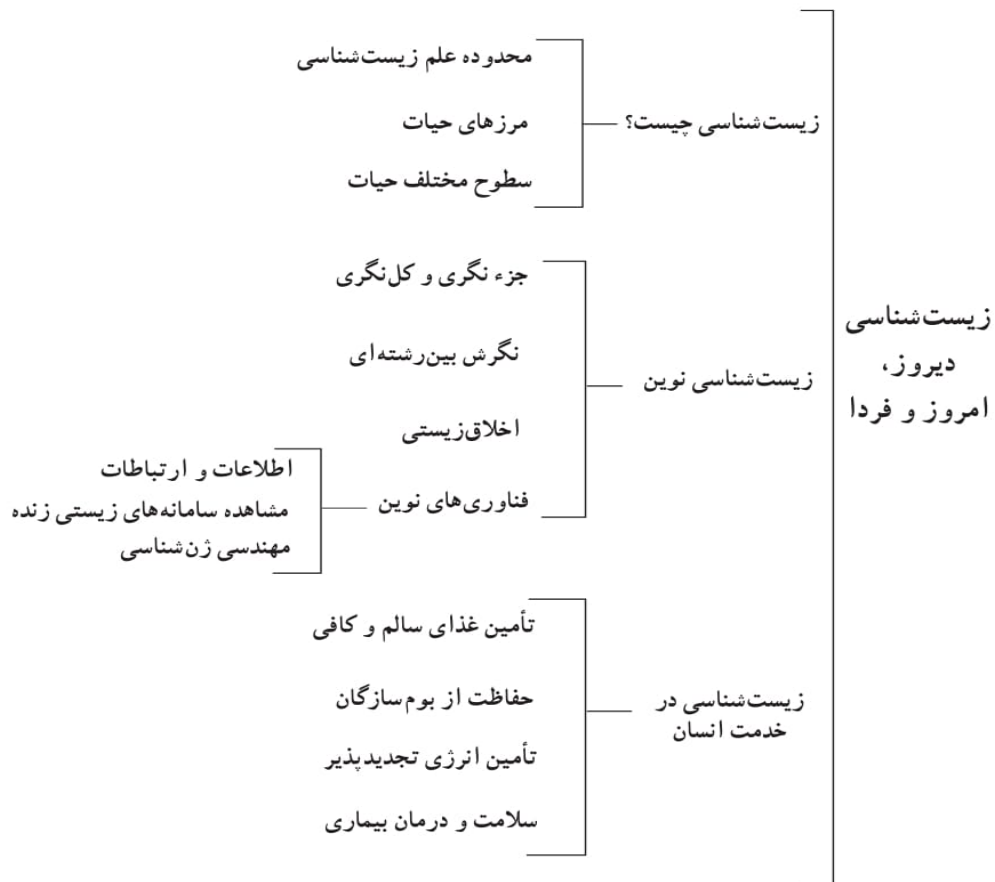 زیست‌شناسی
دیروز،
امروز و فردا
زیست‌شناسی چیست؟
محدوده علم زیست‌شناسی
مرزهای حیات
سطوح مختلف حیات
زیست‌شناسی نوین
جزء نگری و کل‌نگری
نگرش بین‌رشته‌ای
اخلاق‌زیستی
فناوری‌های نوین
اطلاعات و ارتباطات
مشاهده سامانه‌های زیستی زنده
مهندسی ژن‌شناسی
زیست‌شناسی در
خدمت انسان
تأمین غذای سالم و کافی
حفاظت از بوم‌سازگان
تأمین انرژی تجدیدپذیر
سلامت و درمان بیماری